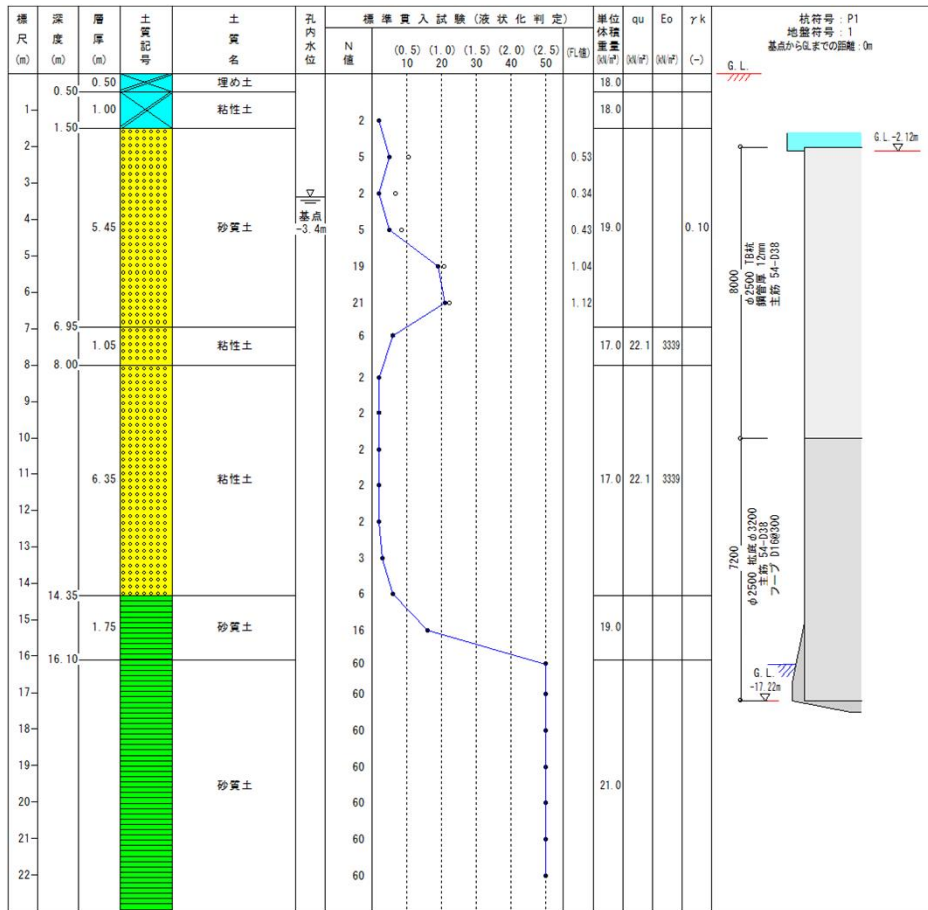 標尺(m)
深度(m)
層厚(m)
土質記号
土質名
孔内水位
標準貫入試験(液状化判定)
N値
(0.5) (1.0) (1.5) (2.0) (2.5)
10 20 30 40 50
(FL値)
単位体積重量(kN/m³)
qu(kN/m²)
Eo(kN/m²)
γk(-)
杭符号:P1
地盤符号:1
基点からGLまでの距離:0m
G.L.
0.50 埋め土 18.0
0.50
1 1.00 粘性土 18.0
1.50 2
2 5 0.53
G.L.-2.12m
3 2 0.34
基点
-3.4m
4 5.45 砂質土 5 0.43 19.0 0.10
5 19 1.04
6 21 1.12
8000
φ2500 TB杭
鋼管厚 12mm
主筋 54-D38
6.95
7 6
1.05 粘性土 17.0 22.1 3339
8 8.00 2
9 2
10 2
11 6.35 粘性土 2 17.0 22.1 3339
12 2
13 3
14 6
14.35
7200
φ2500 拡底φ3200
主筋 54-D38
フープ D16@300
15 1.75 砂質土 16 19.0
16 16.10 60
G.L.
-17.22m
17 60
18 60
19 60
砂質土 21.0
20 60
21 60
22 60